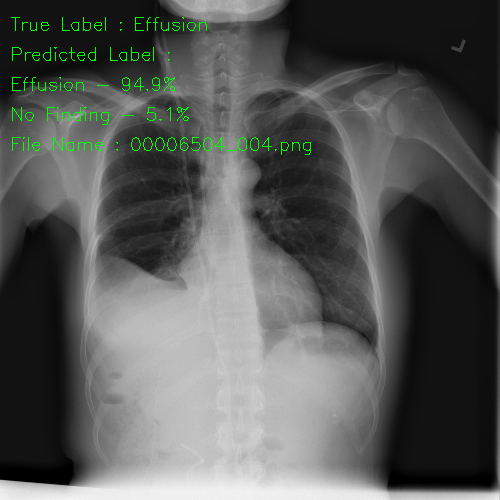 True Label : Effusion
Predicted Label :
Effusion - 94.9%
No Finding - 5.1%
File Name : 00006504_004.png